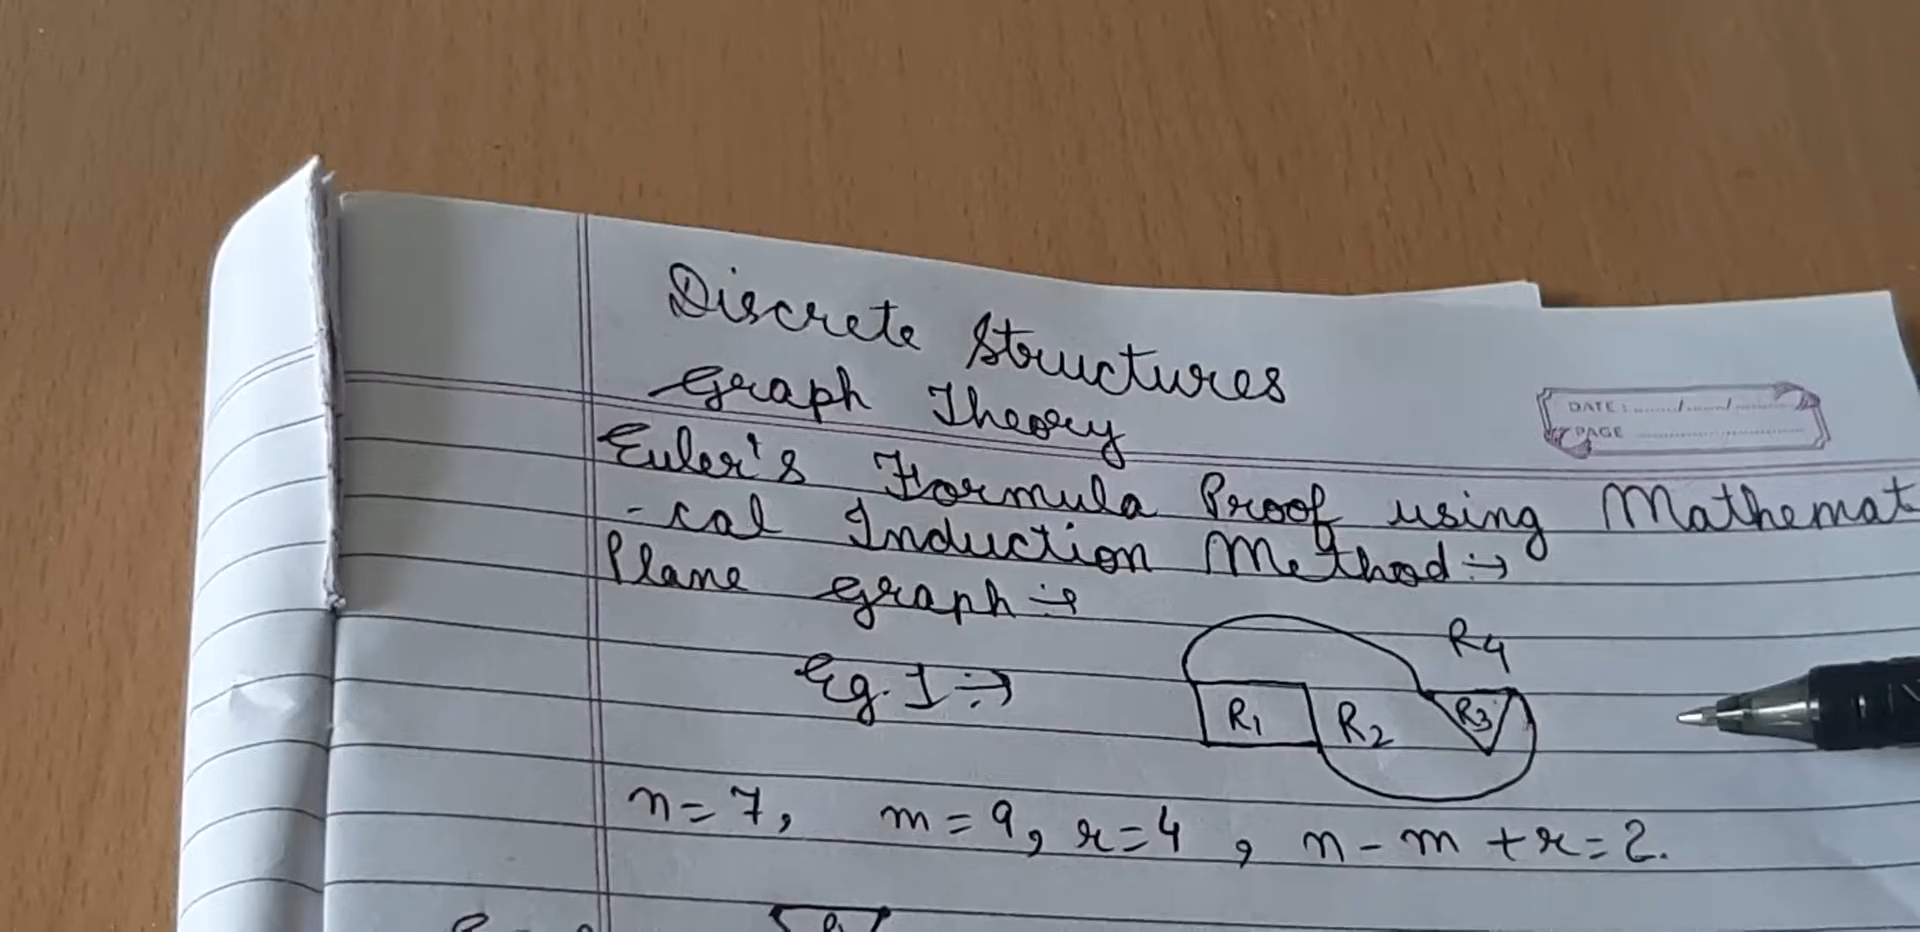 Discrete Structures
Graph Theory
DATE: ....../....../..........
PAGE ..........................
Euler's Formula Proof using Mathemat
-cal Induction Method :→
Plane graph :→
Eg. 1 :→
R4
R1 R2 R3
n = 7, m = 9, r = 4, n - m + r = 2.